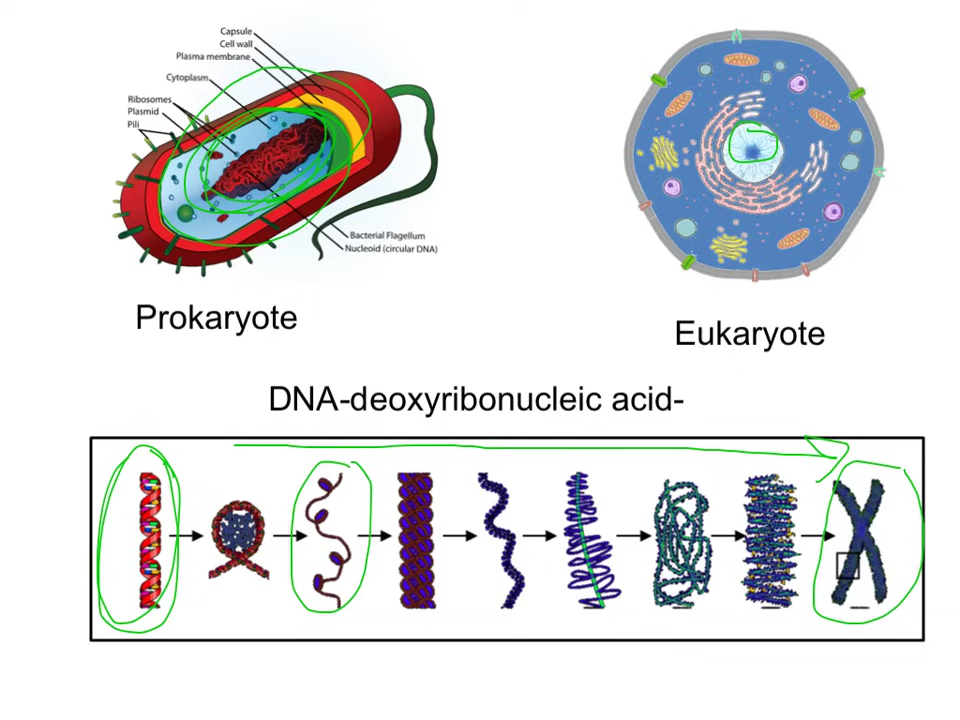 Capsule
Cell wall
Plasma membrane
Cytoplasm
Ribosomes
Plasmid
Pili
Bacterial Flagellum
Nucleoid (circular DNA)
Prokaryote
Eukaryote
DNA-deoxyribonucleic acid-